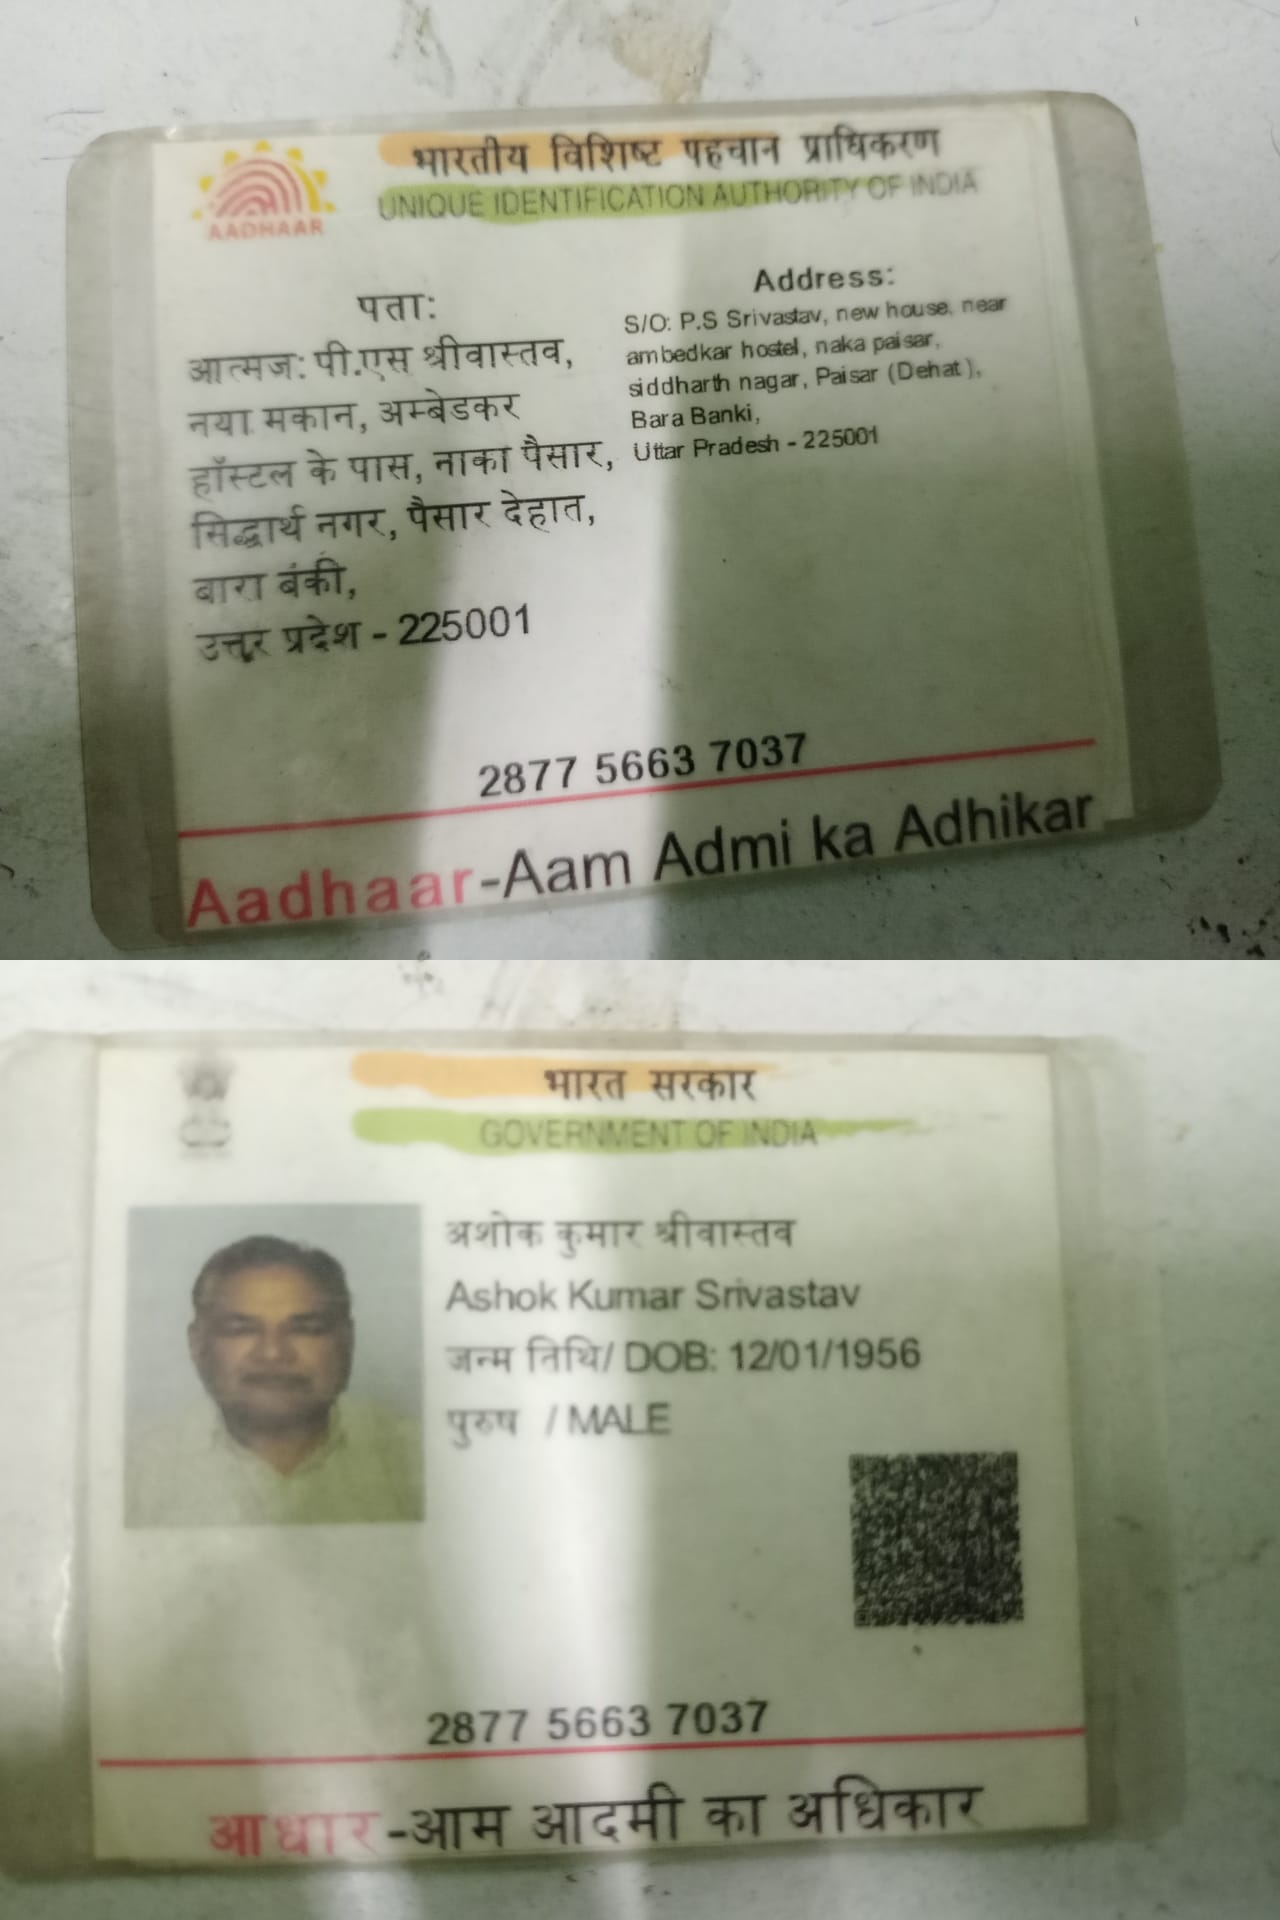 भारतीय विशिष्ट पहचान प्राधिकरण
UNIQUE IDENTIFICATION AUTHORITY OF INDIA
AADHAAR
पता:
आत्मज: पी.एस श्रीवास्तव,
नया मकान, अम्बेडकर
हॉस्टल के पास, नाका पैसार,
सिद्धार्थ नगर, पैसार देहात,
बारा बंकी,
उत्तर प्रदेश - 225001
Address:
S/O: P.S Srivastav, new house, near
ambedkar hostel, naka paisar,
siddharth nagar, Paisar (Dehat),
Bara Banki,
Uttar Pradesh - 225001
2877 5663 7037
Aadhaar-Aam Admi ka Adhikar
भारत सरकार
GOVERNMENT OF INDIA
अशोक कुमार श्रीवास्तव
Ashok Kumar Srivastav
जन्म तिथि/ DOB: 12/01/1956
पुरुष / MALE
2877 5663 7037
आधार-आम आदमी का अधिकार